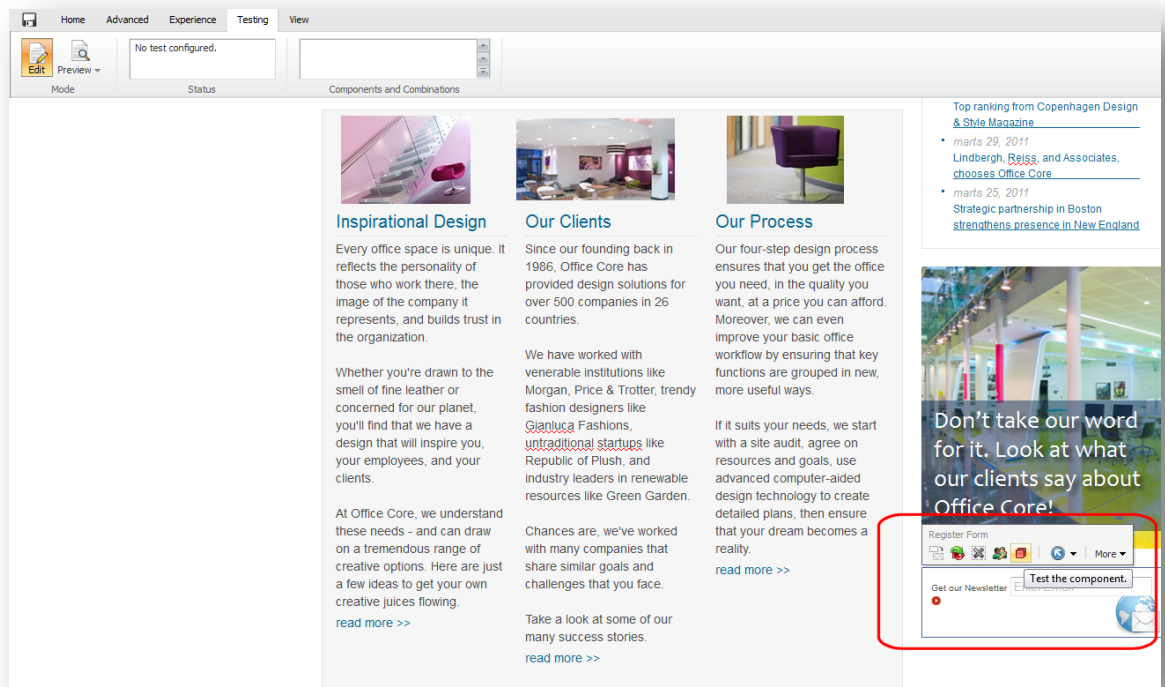 Home Advanced Experience Testing View
Edit
Preview
No test configured.
Mode
Status
Components and Combinations
Inspirational Design
Every office space is unique. It
reflects the personality of
those who work there, the
image of the company it
represents, and builds trust in
the organization.
Whether you're drawn to the
smell of fine leather or
concerned for our planet,
you'll find that we have a
design that will inspire you,
your employees, and your
clients.
At Office Core, we understand
these needs - and can draw
on a tremendous range of
creative options. Here are just
a few ideas to get your own
creative juices flowing.
read more >>
Our Clients
Since our founding back in
1986, Office Core has
provided design solutions for
over 500 companies in 26
countries.
We have worked with
venerable institutions like
Morgan, Price & Trotter, trendy
fashion designers like
Gianluca Fashions,
untraditional startups like
Republic of Plush, and
industry leaders in renewable
resources like Green Garden.
Chances are, we've worked
with many companies that
share similar goals and
challenges that you face.
Take a look at some of our
many success stories.
read more >>
Our Process
Our four-step design process
ensures that you get the office
you need, in the quality you
want, at a price you can afford.
Moreover, we can even
improve your basic office
workflow by ensuring that key
functions are grouped in new,
more useful ways.
If it suits your needs, we start
with a site audit, agree on
resources and goals, use
advanced computer-aided
design technology to create
detailed plans, then ensure
that your dream becomes a
reality.
read more >>
Top ranking from Copenhagen Design
& Style Magazine
marts 29, 2011
Lindbergh, Reiss, and Associates,
chooses Office Core
marts 25, 2011
Strategic partnership in Boston
strengthens presence in New England
Don't take our word
for it. Look at what
our clients say about
Office Core!
Register Form
More
Test the component.
Get our Newsletter
Enter Email